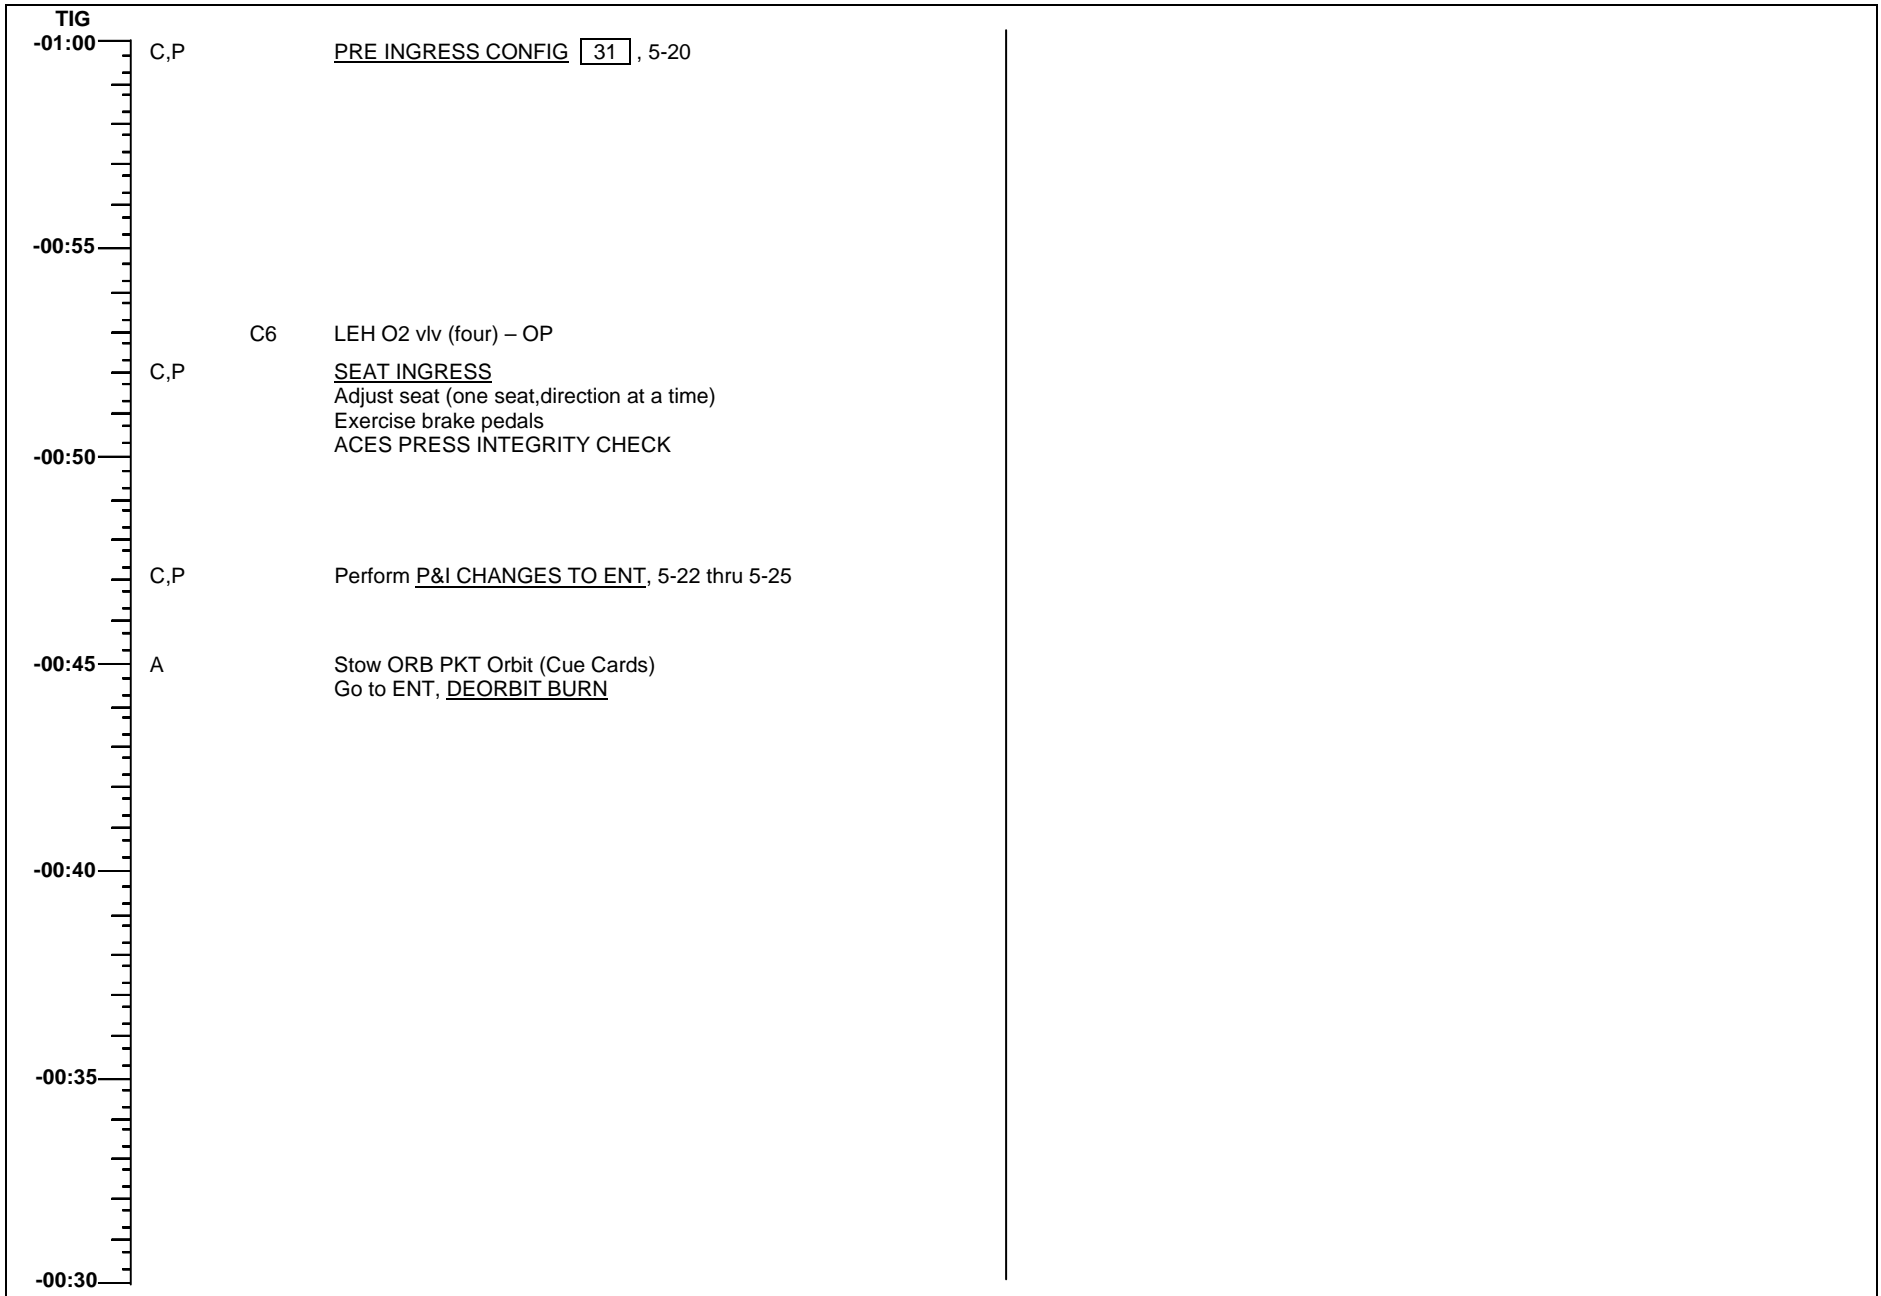 TIG
-01:00 C,P PRE INGRESS CONFIG 31 , 5-20
-00:55
C6 LEH O2 vlv (four) – OP
C,P SEAT INGRESS
Adjust seat (one seat,direction at a time)
Exercise brake pedals
ACES PRESS INTEGRITY CHECK
-00:50
C,P Perform P&I CHANGES TO ENT, 5-22 thru 5-25
-00:45 A Stow ORB PKT Orbit (Cue Cards)
Go to ENT, DEORBIT BURN
-00:40
-00:35
-00:30